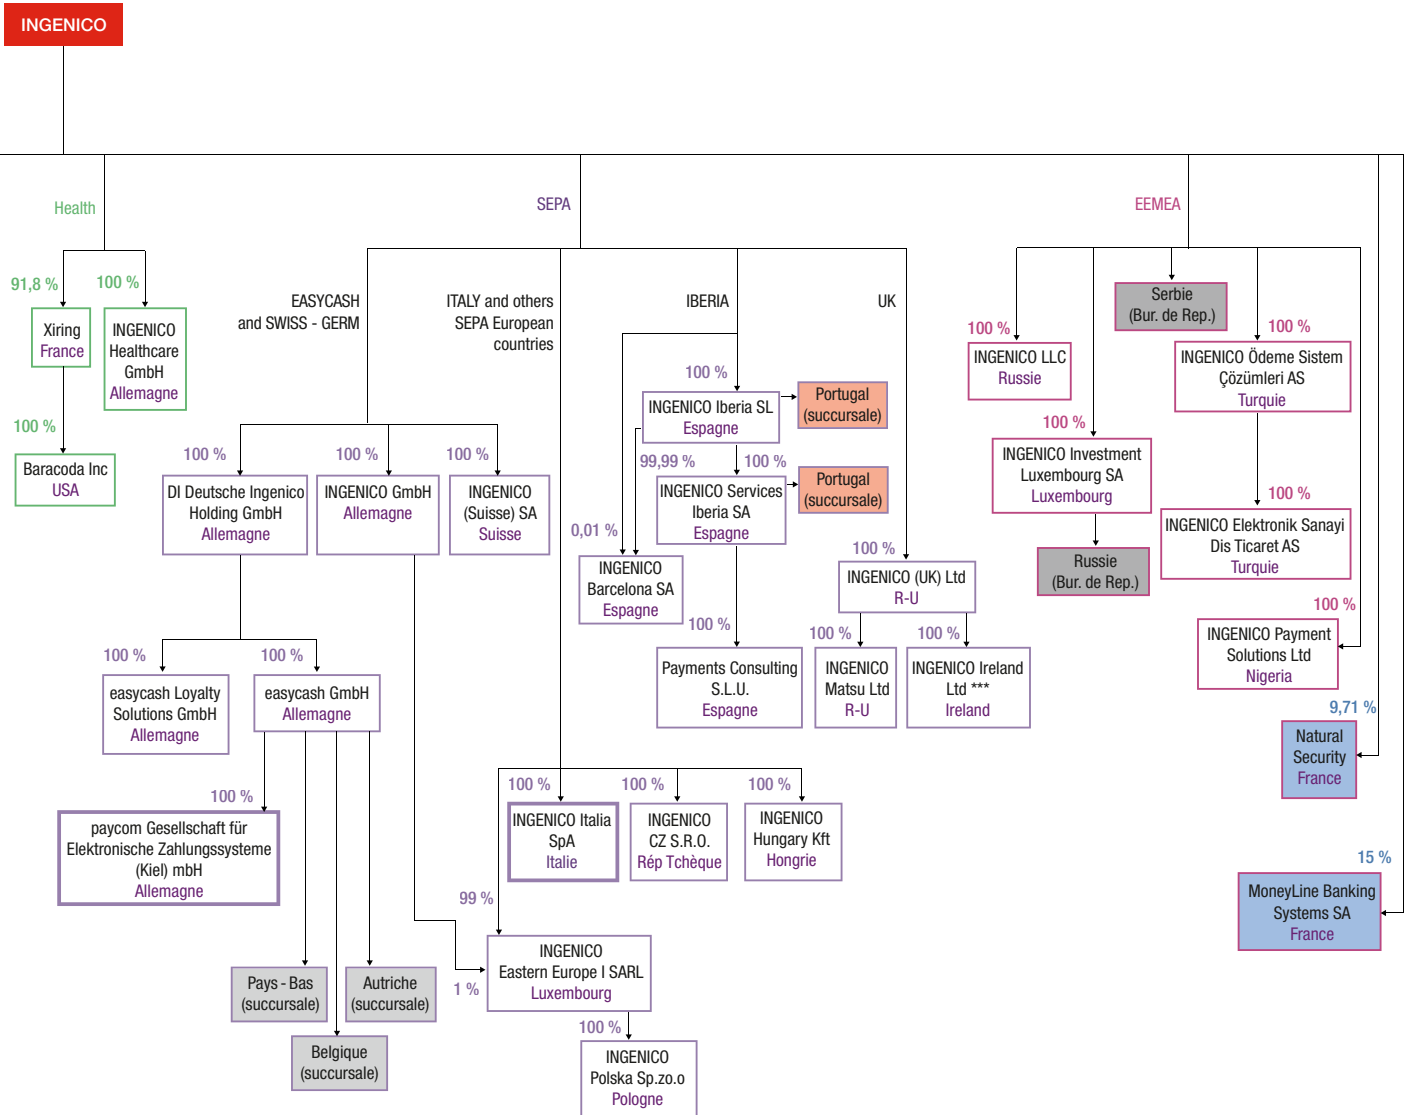 INGENICO
Health
SEPA
EEMEA
91,8 %
100 %
Xiring
France
INGENICO
Healthcare
GmbH
Allemagne
100 %
Baracoda Inc
USA
EASYCASH
and SWISS - GERM
ITALY and others
SEPA European
countries
IBERIA
UK
100 %
DI Deutsche Ingenico
Holding GmbH
Allemagne
100 %
INGENICO GmbH
Allemagne
100 %
INGENICO
(Suisse) SA
Suisse
100 %
easycash Loyalty
Solutions GmbH
Allemagne
100 %
easycash GmbH
Allemagne
100 %
paycom Gesellschaft für
Elektronische Zahlungssysteme
(Kiel) mbH
Allemagne
Pays - Bas
(succursale)
Autriche
(succursale)
Belgique
(succursale)
100 %
INGENICO Iberia SL
Espagne
Portugal
(succursale)
99,99 %
100 %
INGENICO Services
Iberia SA
Espagne
Portugal
(succursale)
0,01 %
INGENICO
Barcelona SA
Espagne
100 %
Payments Consulting
S.L.U.
Espagne
100 %
INGENICO (UK) Ltd
R-U
100 %
INGENICO
Matsu Ltd
R-U
100 %
INGENICO Ireland
Ltd ***
Ireland
100 %
INGENICO Italia
SpA
Italie
100 %
INGENICO
CZ S.R.O.
Rép Tchèque
100 %
INGENICO
Hungary Kft
Hongrie
99 %
1 %
INGENICO
Eastern Europe I SARL
Luxembourg
100 %
INGENICO
Polska Sp.zo.o
Pologne
100 %
INGENICO LLC
Russie
Serbie
(Bur. de Rep.)
100 %
INGENICO Ödeme Sistem
Çözümleri AS
Turquie
100 %
INGENICO Investment
Luxembourg SA
Luxembourg
Russie
(Bur. de Rep.)
100 %
INGENICO Elektronik Sanayi
Dis Ticaret AS
Turquie
100 %
INGENICO Payment
Solutions Ltd
Nigeria
9,71 %
Natural
Security
France
15 %
MoneyLine Banking
Systems SA
France